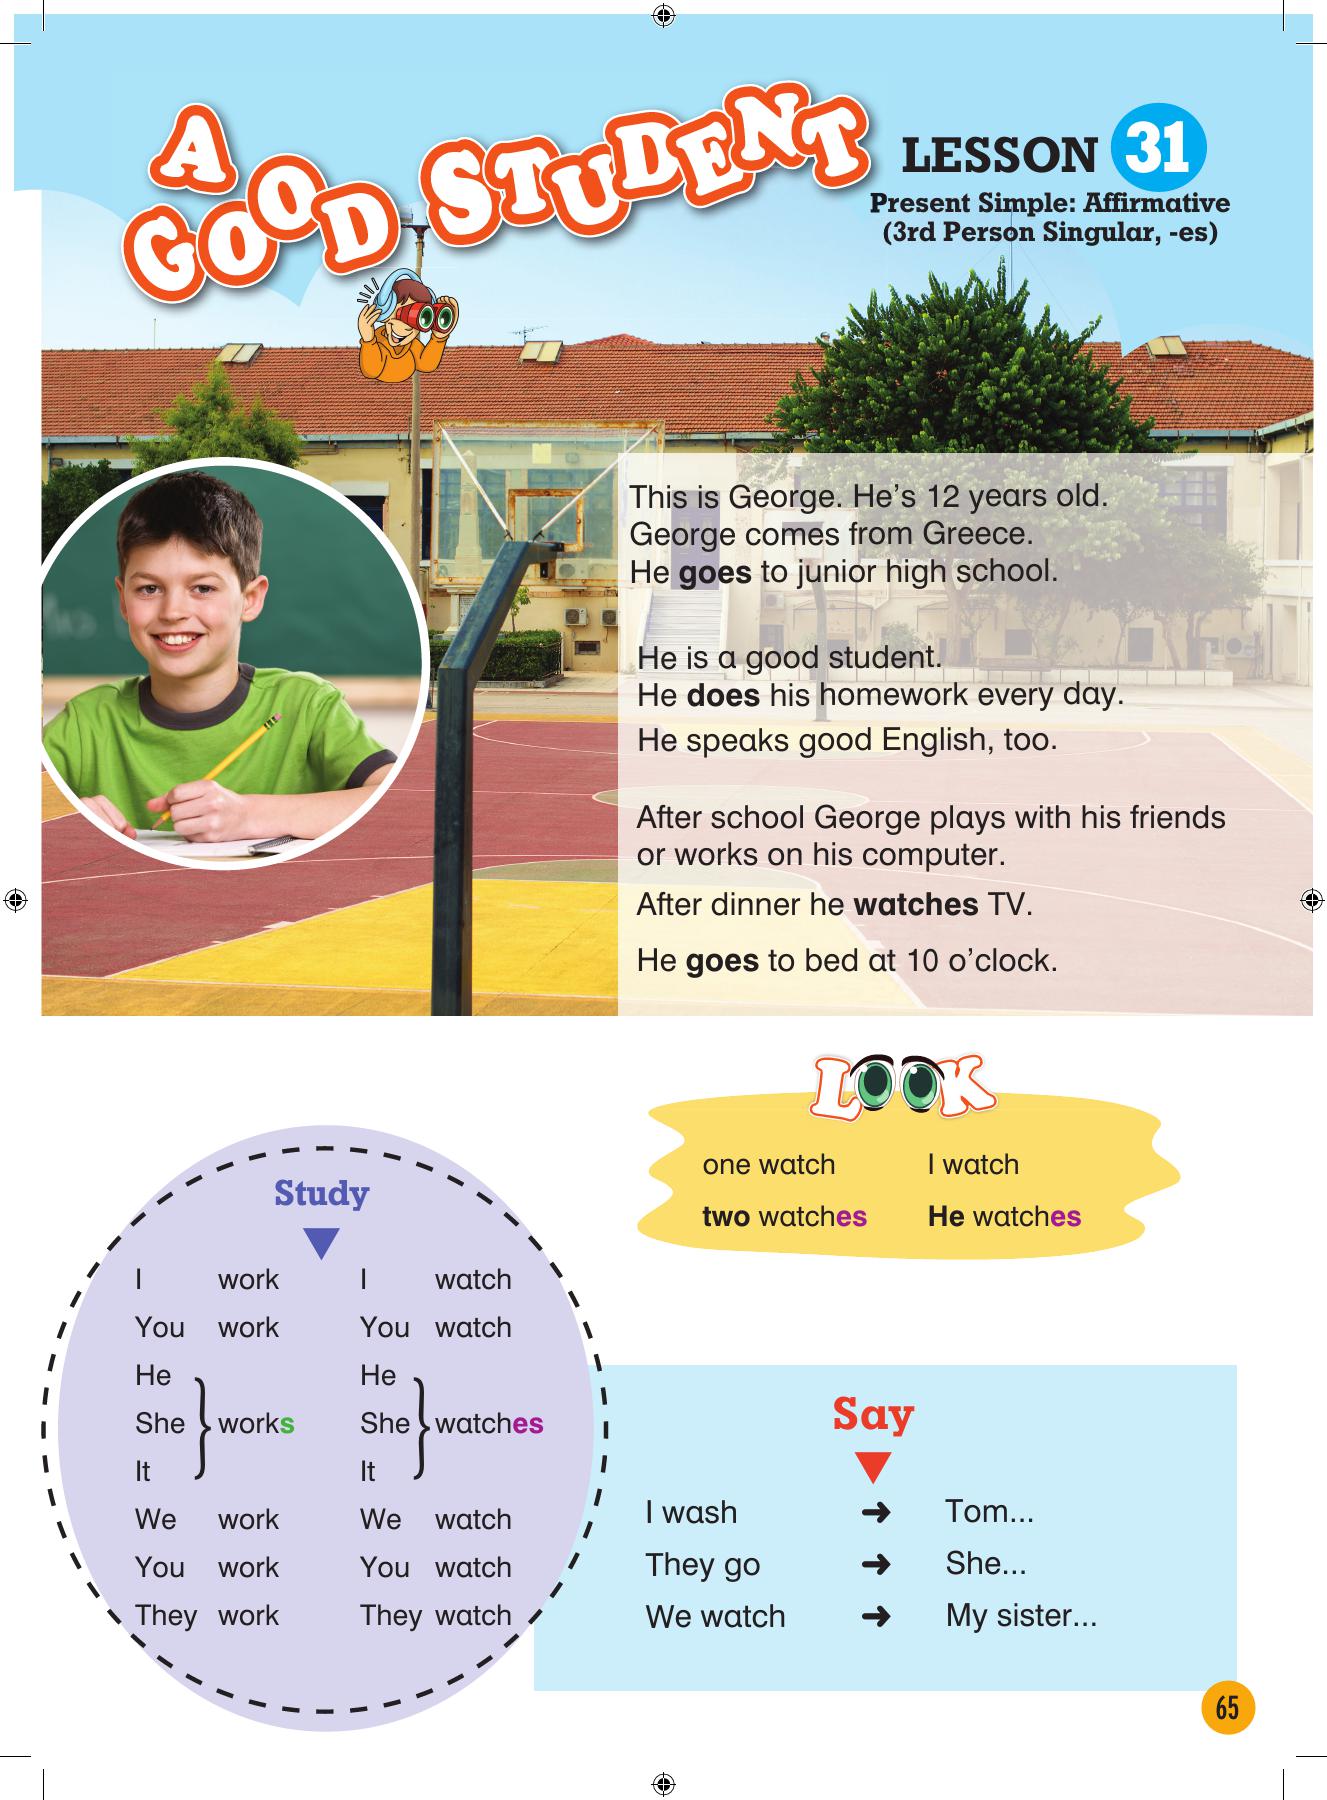 A
GOOD STUDENT
LESSON 31
Present Simple: Affirmative
(3rd Person Singular, -es)
This is George. He's 12 years old.
George comes from Greece.
He goes to junior high school.
He is a good student.
He does his homework every day.
He speaks good English, too.
After school George plays with his friends
or works on his computer.
After dinner he watches TV.
He goes to bed at 10 o'clock.
LOOK
one watch I watch
two watches He watches
Study
I work I watch
You work You watch
He He
She works She watches
It It
We work We watch
You work You watch
They work They watch
Say
I wash ➜ Tom...
They go ➜ She...
We watch ➜ My sister...
65